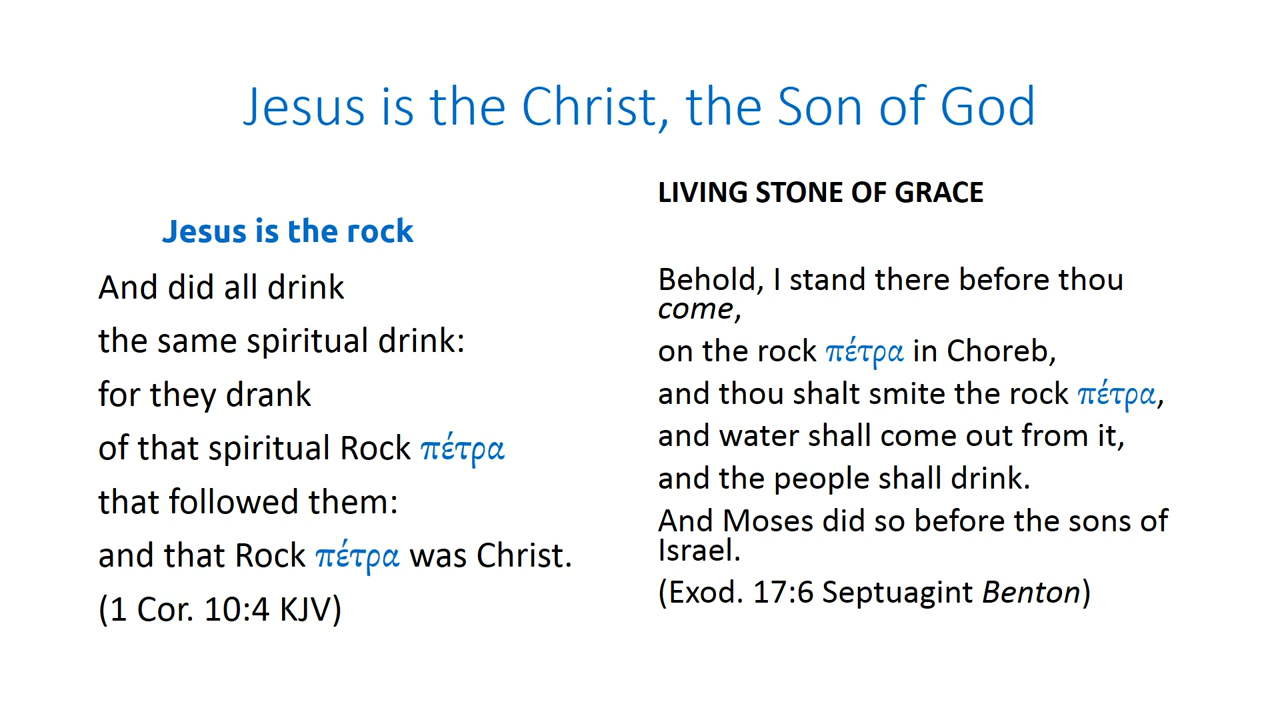 Jesus is the Christ, the Son of God
Jesus is the rock
And did all drink
the same spiritual drink:
for they drank
of that spiritual Rock πέτρα
that followed them:
and that Rock πέτρα was Christ.
(1 Cor. 10:4 KJV)
LIVING STONE OF GRACE
Behold, I stand there before thou
come,
on the rock πέτρα in Choreb,
and thou shalt smite the rock πέτρα,
and water shall come out from it,
and the people shall drink.
And Moses did so before the sons of
Israel.
(Exod. 17:6 Septuagint Benton)